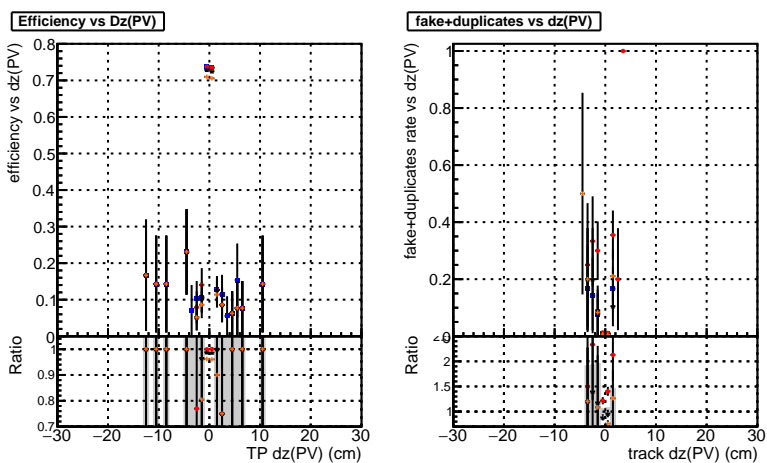 Efficiency vs Dz(PV)
efficiency vs dz(PV)
0.8
0.7
0.6
0.5
0.4
0.3
0.2
0.1
0
Ratio
1
0.9
0.8
0.7
−30 −20 −10 0 10 20 30
TP dz(PV) (cm)
fake+duplicates vs dz(PV)
fake+duplicates rate vs dz(PV)
1
0.8
0.6
0.4
0.2
0
Ratio
2
1.5
1
−30 −20 −10 0 10 20 30
track dz(PV) (cm)